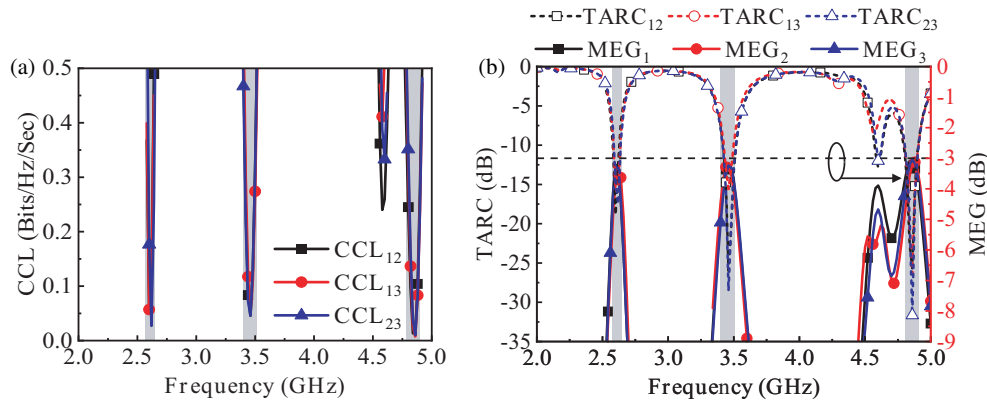 TARC12 TARC13 TARC23
MEG1 MEG2 MEG3
(a)
CCL (Bits/Hz/Sec)
0.5
0.4
0.3
0.2
0.1
0.0
CCL12
CCL13
CCL23
2.0 2.5 3.0 3.5 4.0 4.5 5.0
Frequency (GHz)
(b)
TARC (dB)
0
-5
-10
-15
-20
-25
-30
-35
0
-1
-2
-3
-4
-5
-6
-7
-8
-9
MEG (dB)
2.0 2.5 3.0 3.5 4.0 4.5 5.0
Frequency (GHz)